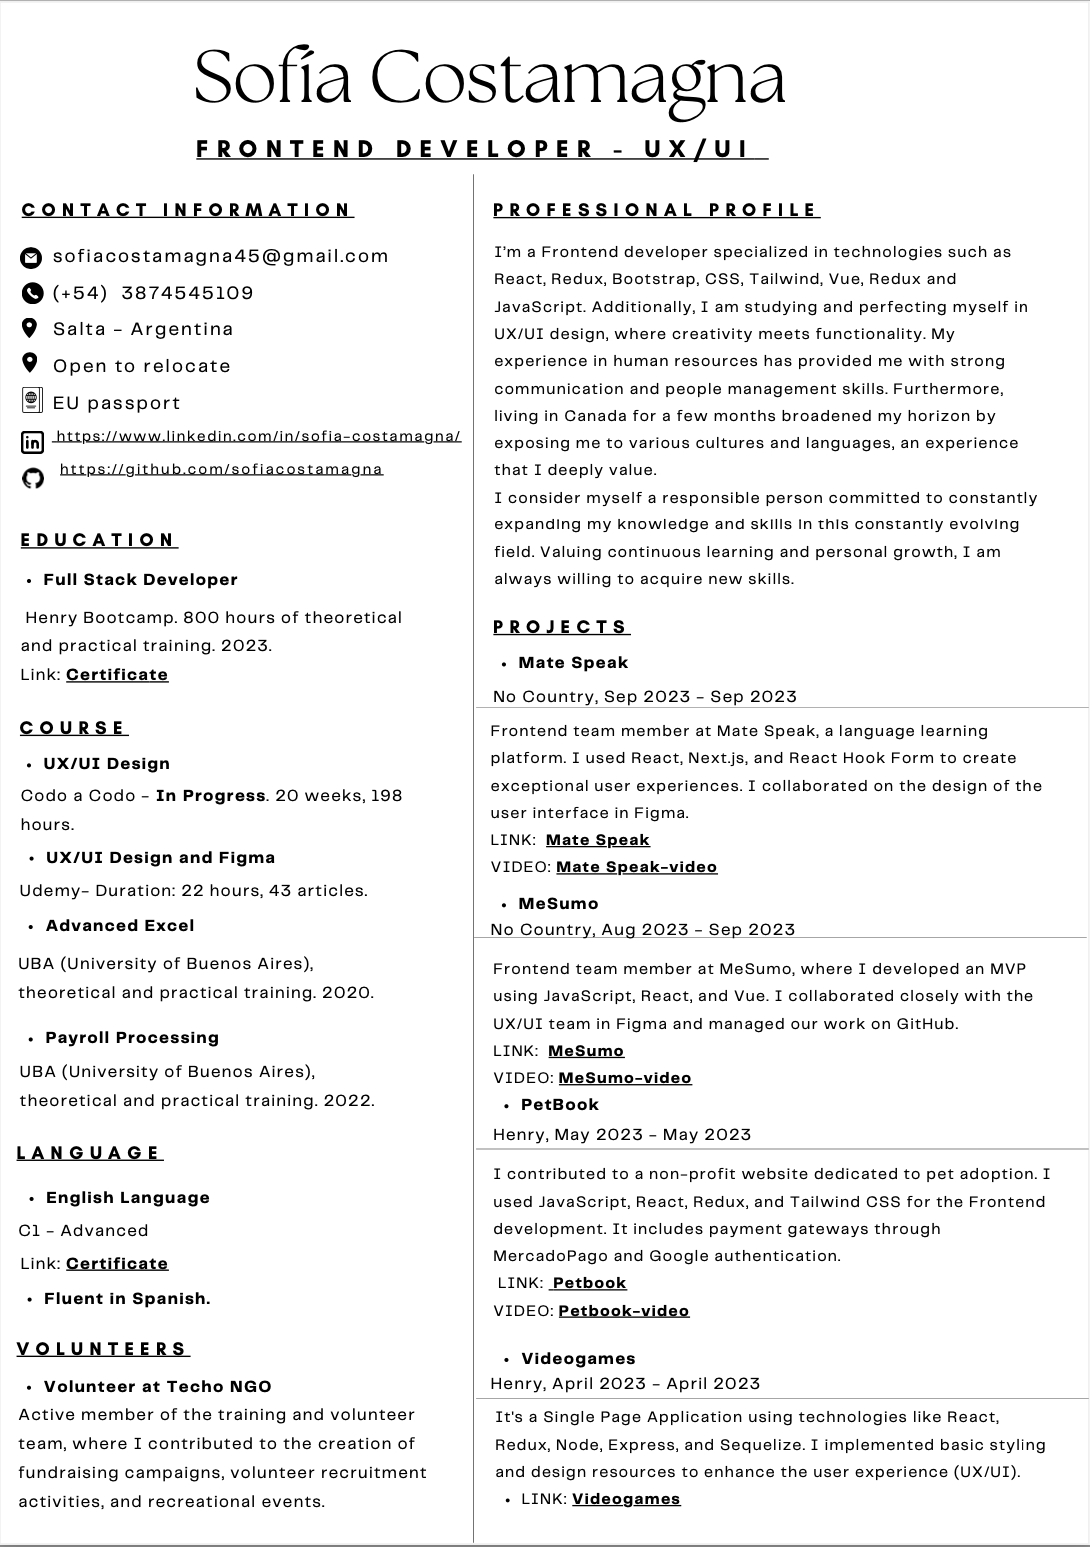 Sofía Costamagna
FRONTEND DEVELOPER - UX/UI
CONTACT INFORMATION
sofiacostamagna45@gmail.com
(+54) 3874545109
Salta - Argentina
Open to relocate
EU passport
https://www.linkedin.com/in/sofia-costamagna/
https://github.com/sofiacostamagna
EDUCATION
• Full Stack Developer
Henry Bootcamp. 800 hours of theoretical
and practical training. 2023.
Link: Certificate
COURSE
• UX/UI Design
Codo a Codo - In Progress. 20 weeks, 198
hours.
• UX/UI Design and Figma
Udemy- Duration: 22 hours, 43 articles.
• Advanced Excel
UBA (University of Buenos Aires),
theoretical and practical training. 2020.
• Payroll Processing
UBA (University of Buenos Aires),
theoretical and practical training. 2022.
LANGUAGE
• English Language
C1 - Advanced
Link: Certificate
• Fluent in Spanish.
VOLUNTEERS
• Volunteer at Techo NGO
Active member of the training and volunteer
team, where I contributed to the creation of
fundraising campaigns, volunteer recruitment
activities, and recreational events.
PROFESSIONAL PROFILE
I'm a Frontend developer specialized in technologies such as
React, Redux, Bootstrap, CSS, Tailwind, Vue, Redux and
JavaScript. Additionally, I am studying and perfecting myself in
UX/UI design, where creativity meets functionality. My
experience in human resources has provided me with strong
communication and people management skills. Furthermore,
living in Canada for a few months broadened my horizon by
exposing me to various cultures and languages, an experience
that I deeply value.
I consider myself a responsible person committed to constantly
expanding my knowledge and skills in this constantly evolving
field. Valuing continuous learning and personal growth, I am
always willing to acquire new skills.
PROJECTS
• Mate Speak
No Country, Sep 2023 - Sep 2023
Frontend team member at Mate Speak, a language learning
platform. I used React, Next.js, and React Hook Form to create
exceptional user experiences. I collaborated on the design of the
user interface in Figma.
LINK: Mate Speak
VIDEO: Mate Speak-video
• MeSumo
No Country, Aug 2023 - Sep 2023
Frontend team member at MeSumo, where I developed an MVP
using JavaScript, React, and Vue. I collaborated closely with the
UX/UI team in Figma and managed our work on GitHub.
LINK: MeSumo
VIDEO: MeSumo-video
• PetBook
Henry, May 2023 - May 2023
I contributed to a non-profit website dedicated to pet adoption. I
used JavaScript, React, Redux, and Tailwind CSS for the Frontend
development. It includes payment gateways through
MercadoPago and Google authentication.
LINK: Petbook
VIDEO: Petbook-video
• Videogames
Henry, April 2023 - April 2023
It's a Single Page Application using technologies like React,
Redux, Node, Express, and Sequelize. I implemented basic styling
and design resources to enhance the user experience (UX/UI).
• LINK: Videogames